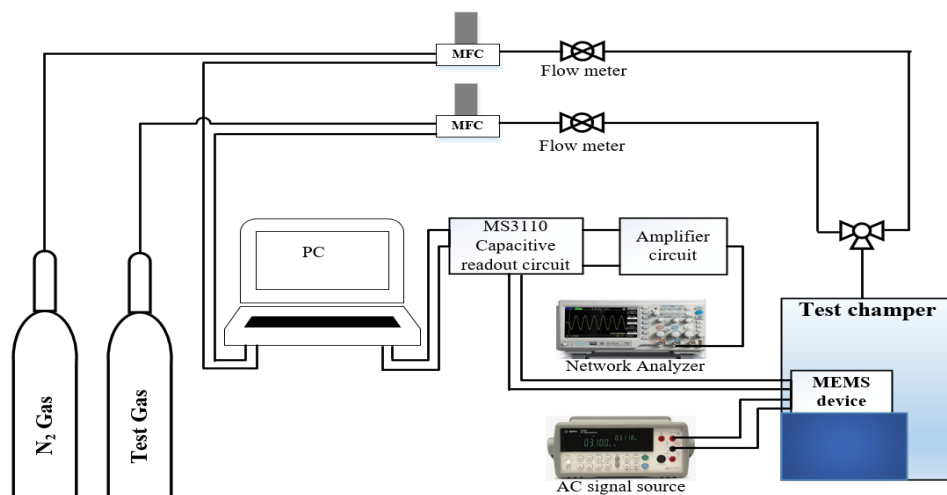 MFC
Flow meter
MFC
Flow meter
PC
MS3110
Capacitive
readout circuit
Amplifier
circuit
Network Analyzer
Test champer
MEMS
device
AC signal source
N₂ Gas
Test Gas